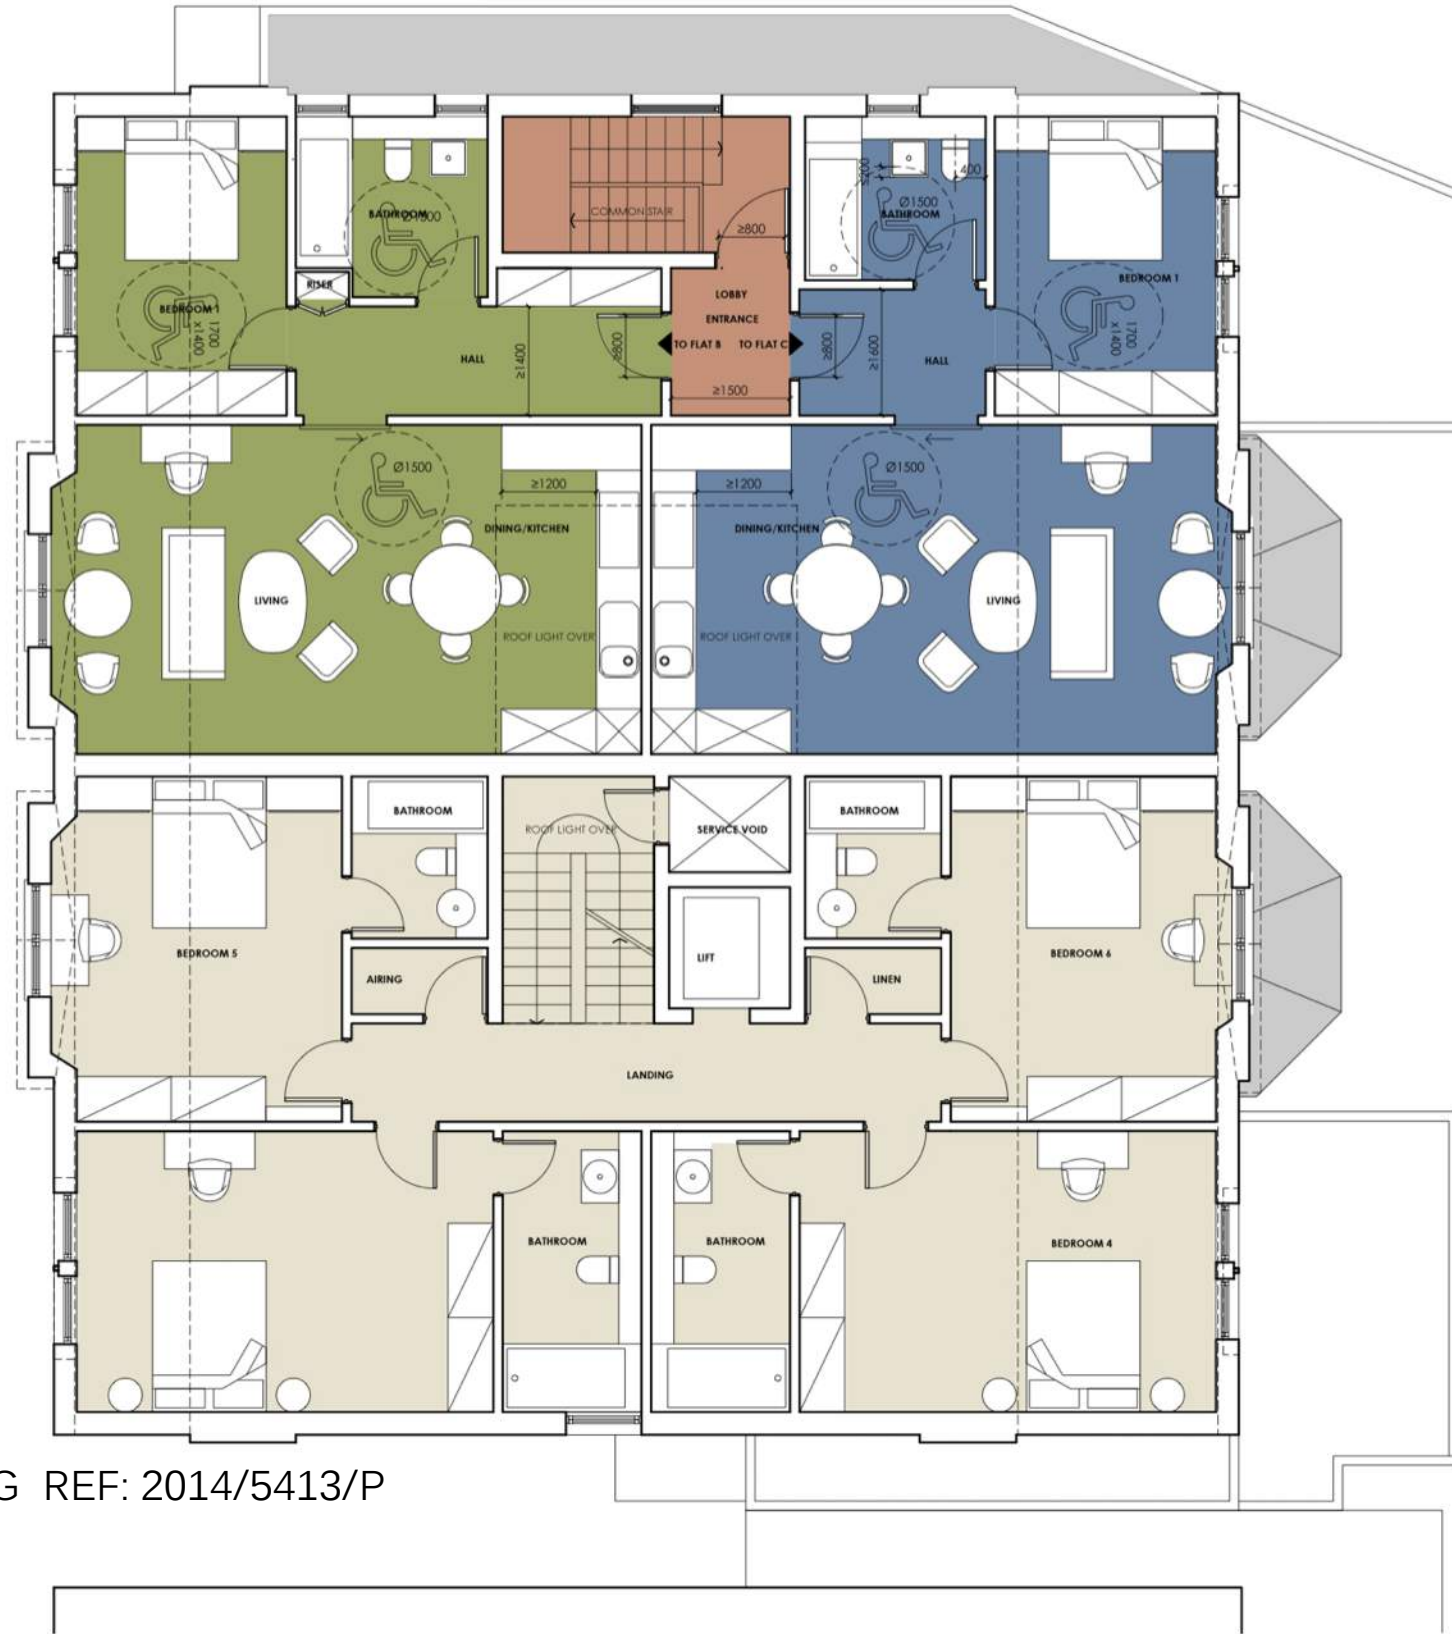 BATHROOM
Ø1500
COMMON STAIR
≥800
≥200
400
Ø1500
BATHROOM
BEDROOM 1
1700
x1400
RISER
LOBBY
ENTRANCE
TO FLAT B
TO FLAT C
≥1500
BEDROOM 1
1700
x1400
HALL
≥1400
≥800
≥800
≥1600
HALL
Ø1500
≥1200
DINING/KITCHEN
LIVING
ROOF LIGHT OVER
≥1200
Ø1500
DINING/KITCHEN
LIVING
ROOF LIGHT OVER
BATHROOM
ROOF LIGHT OVER
SERVICE VOID
BATHROOM
BEDROOM 5
AIRING
LIFT
LINEN
BEDROOM 6
LANDING
BATHROOM
BATHROOM
BEDROOM 4
G REF: 2014/5413/P